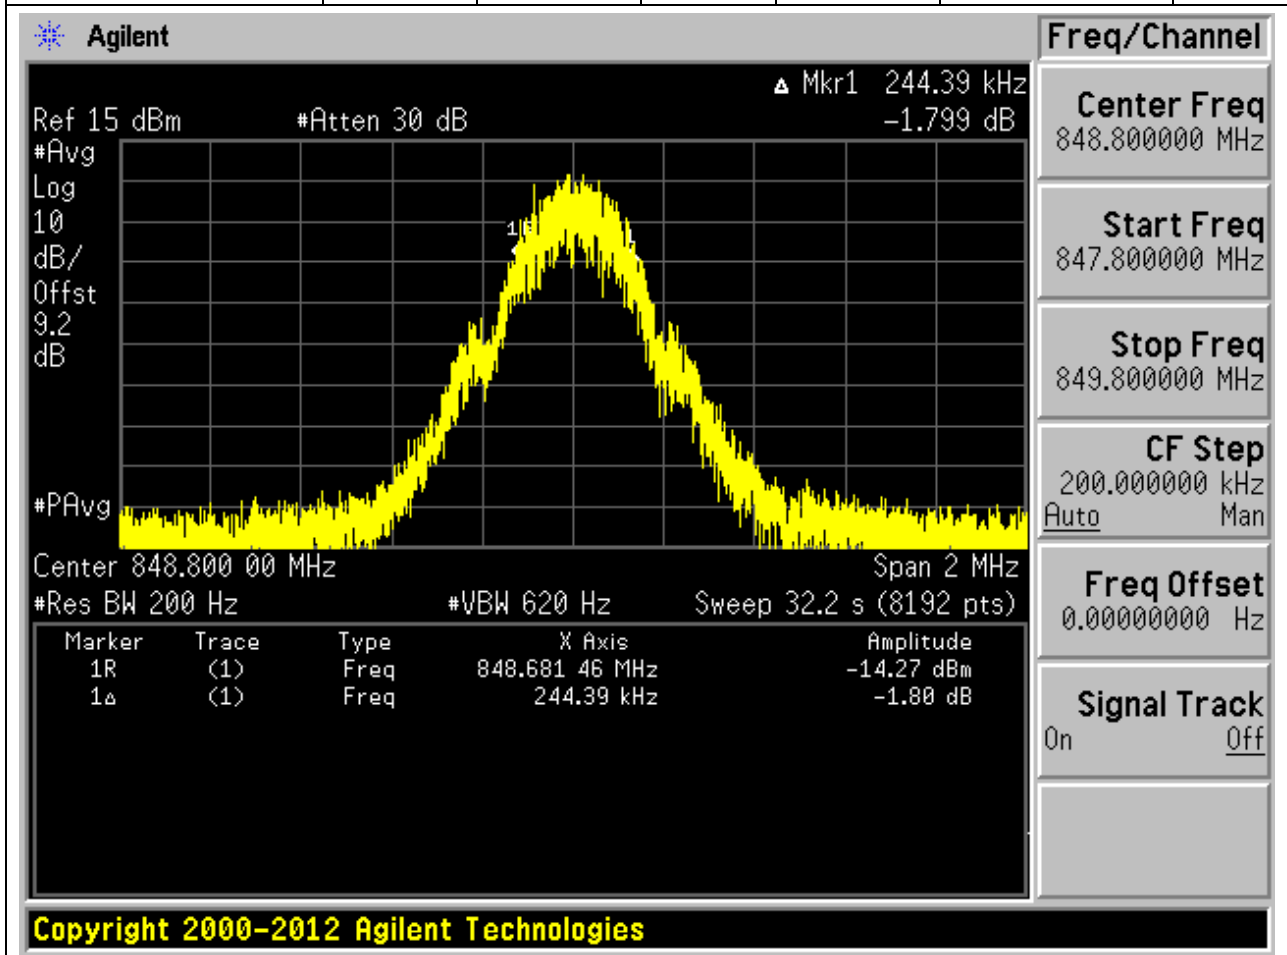 Agilent
Freq/Channel
Δ Mkr1 244.39 kHz
Ref 15 dBm #Atten 30 dB -1.799 dB
#Avg
Log
10
dB/
Offst
9.2
dB
1R
1
#PAvg
Center 848.800 00 MHz Span 2 MHz
#Res BW 200 Hz #VBW 620 Hz Sweep 32.2 s (8192 pts)
Marker Trace Type X Axis Amplitude
1R (1) Freq 848.681 46 MHz -14.27 dBm
1Δ (1) Freq 244.39 kHz -1.80 dB
Center Freq
848.800000 MHz
Start Freq
847.800000 MHz
Stop Freq
849.800000 MHz
CF Step
200.000000 kHz
Auto Man
Freq Offset
0.00000000 Hz
Signal Track
On Off
Copyright 2000-2012 Agilent Technologies